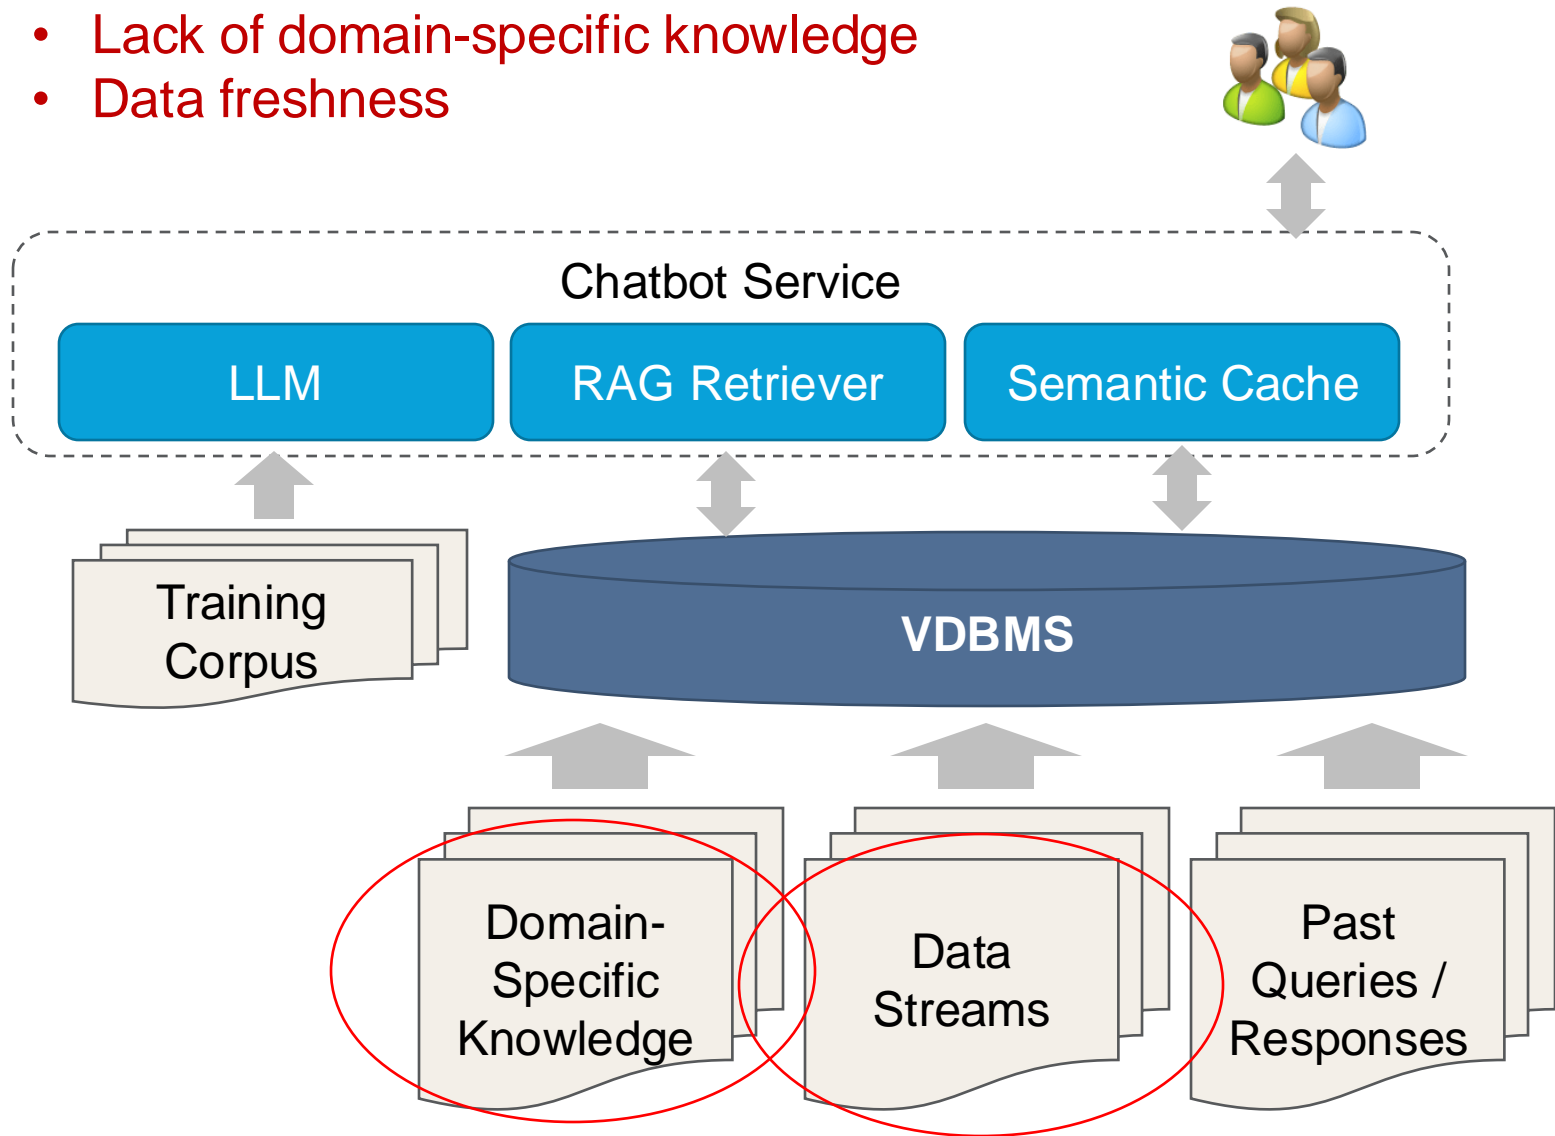 • Lack of domain-specific knowledge
• Data freshness
Chatbot Service
LLM
RAG Retriever
Semantic Cache
Training
Corpus
VDBMS
Domain-
Specific
Knowledge
Data
Streams
Past
Queries /
Responses